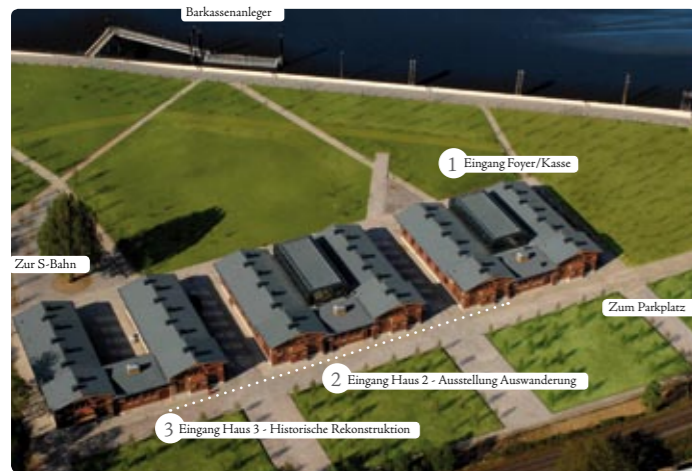 Barkassenanleger
1 Eingang Foyer/Kasse
Zur S-Bahn
Zum Parkplatz
2 Eingang Haus 2 - Ausstellung Auswanderung
3 Eingang Haus 3 - Historische Rekonstruktion